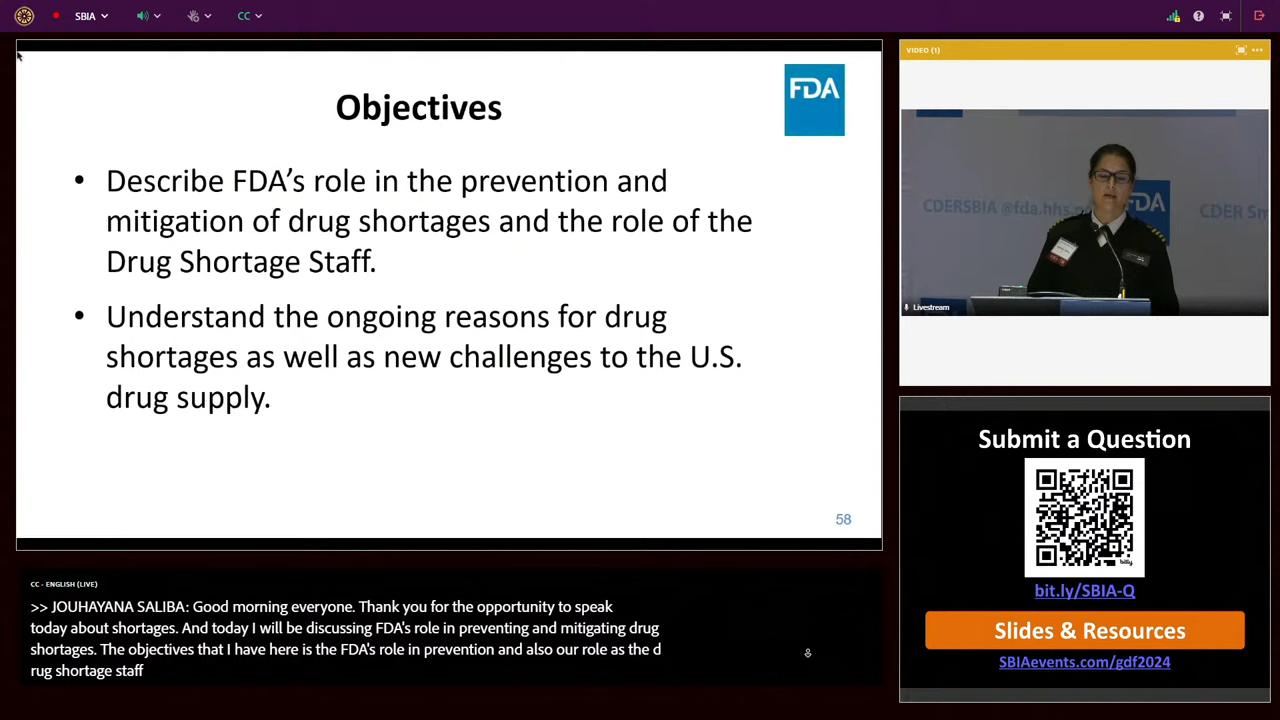 SBIA
CC
Objectives
FDA
• Describe FDA’s role in the prevention and
mitigation of drug shortages and the role of the
Drug Shortage Staff.
• Understand the ongoing reasons for drug
shortages as well as new challenges to the U.S.
drug supply.
58
CC - ENGLISH (LIVE)
>> JOUHAYANA SALIBA: Good morning everyone. Thank you for the opportunity to speak
today about shortages. And today I will be discussing FDA's role in preventing and mitigating drug
shortages. The objectives that I have here is the FDA's role in prevention and also our role as the d
rug shortage staff
VIDEO (1)
CDERSBIA @fda.hhs.
FDA
CDER Sm
Livestream
Submit a Question
bitly
bit.ly/SBIA-Q
Slides & Resources
SBIAevents.com/gdf2024